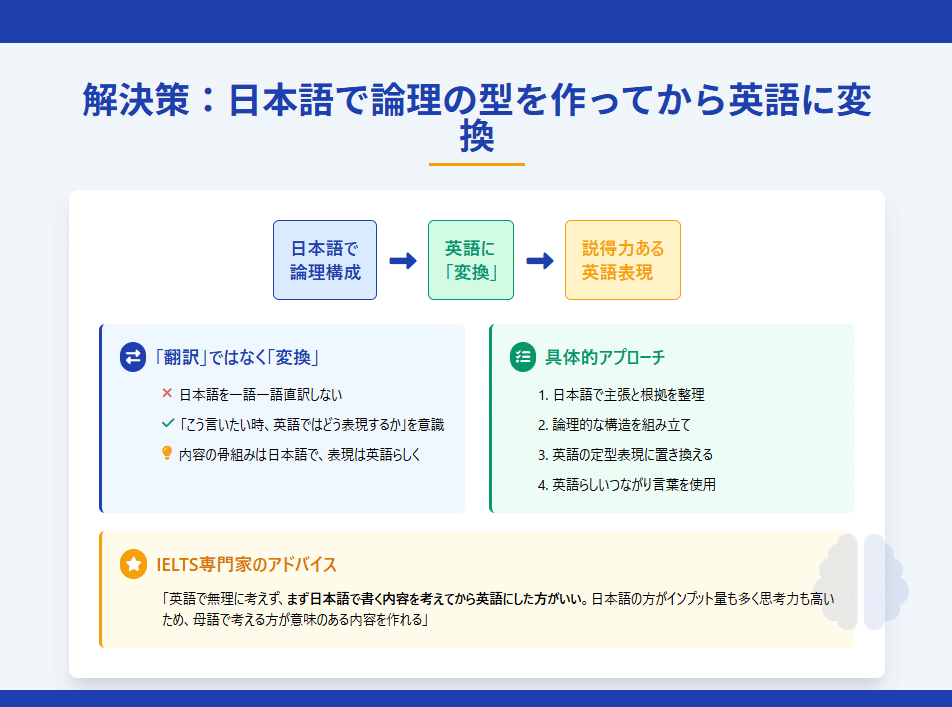 解決策：日本語で論理の型を作ってから英語に変
換
日本語で
論理構成
英語に
「変換」
説得力ある
英語表現
「翻訳」ではなく「変換」
日本語を一語一語直訳しない
「こう言いたい時、英語ではどう表現するか」を意識
内容の骨組みは日本語で、表現は英語らしく
具体的アプローチ
1. 日本語で主張と根拠を整理
2. 論理的な構造を組み立て
3. 英語の定型表現に置き換える
4. 英語らしいつながり言葉を使用
IELTS専門家のアドバイス
「英語で無理に考えず、まず日本語で書く内容を考えてから英語にした方がいい。日本語の方がインプット量も多く思考力も高い
ため、母語で考える方が意味のある内容を作れる」